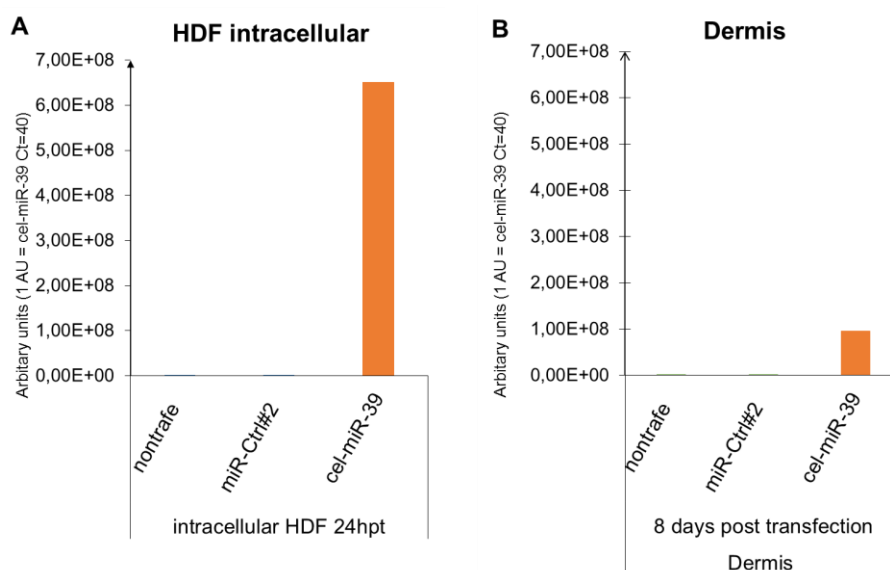 A
HDF intracellular
Arbitary units (1 AU = cel-miR-39 Ct=40)
7,00E+08
6,00E+08
5,00E+08
4,00E+08
3,00E+08
2,00E+08
1,00E+08
0,00E+00
nontrafe
miR-Ctrl#2
cel-miR-39
intracellular HDF 24hpt
B
Dermis
Arbitary units (1 AU = cel-miR-39 Ct=40)
7,00E+08
6,00E+08
5,00E+08
4,00E+08
3,00E+08
2,00E+08
1,00E+08
0,00E+00
nontrafe
miR-Ctrl#2
cel-miR-39
8 days post transfection
Dermis